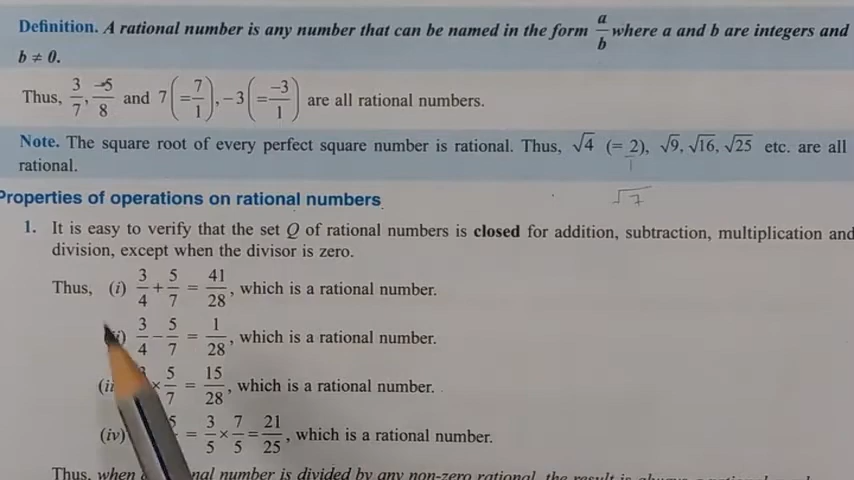 Definition. A rational number is any number that can be named in the form a/b where a and b are integers and
b ≠ 0.
Thus, 3/7, -5/8 and 7 (= 7/1), -3 (= -3/1) are all rational numbers.
Note. The square root of every perfect square number is rational. Thus, √4 (= 2), √9, √16, √25 etc. are all
1
rational.
Properties of operations on rational numbers
√7
1. It is easy to verify that the set Q of rational numbers is closed for addition, subtraction, multiplication and
division, except when the divisor is zero.
Thus, (i) 3/4 + 5/7 = 41/28, which is a rational number.
3/4 − 5/7 = 1/28, which is a rational number.
× 5/7 = 15/28, which is a rational number.
(iv) = 3/5 × 7/5 = 21/25, which is a rational number.
Thus, when number is divided by any non-zero rational, the result is always a